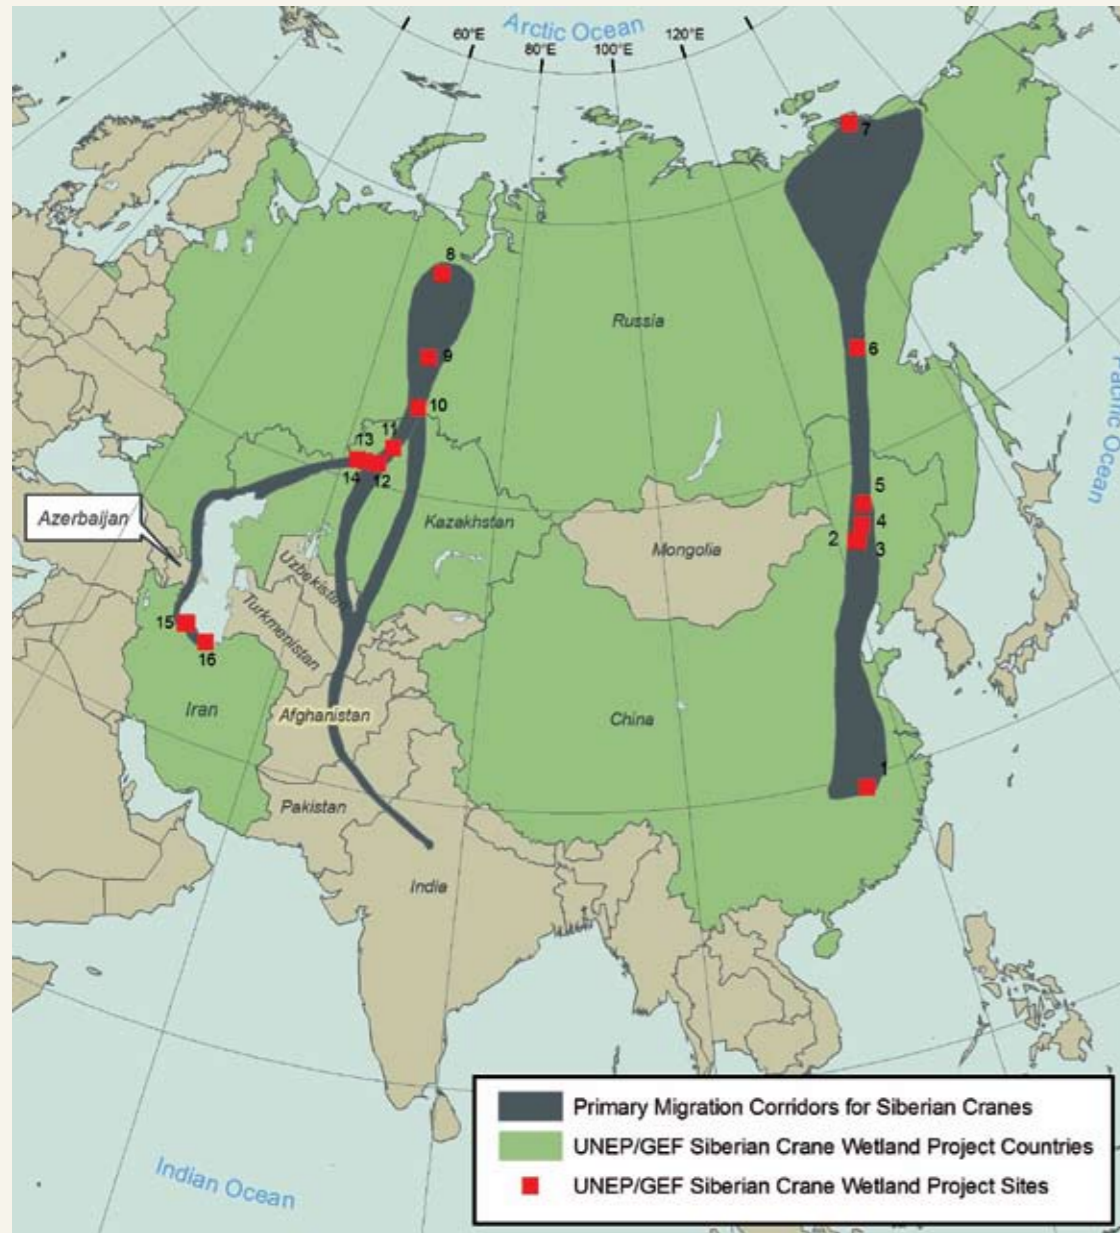 Arctic Ocean
60°E
80°E
100°E
120°E
7
8
Russia
9
6
Pacific Ocean
10
11
13
14
12
5
Azerbaijan
Kazakhstan
4
2
3
Mongolia
Uzbekistan
Turkmenistan
15
16
Iran
Afghanistan
China
1
Pakistan
India
Primary Migration Corridors for Siberian Cranes
UNEP/GEF Siberian Crane Wetland Project Countries
UNEP/GEF Siberian Crane Wetland Project Sites
Indian Ocean